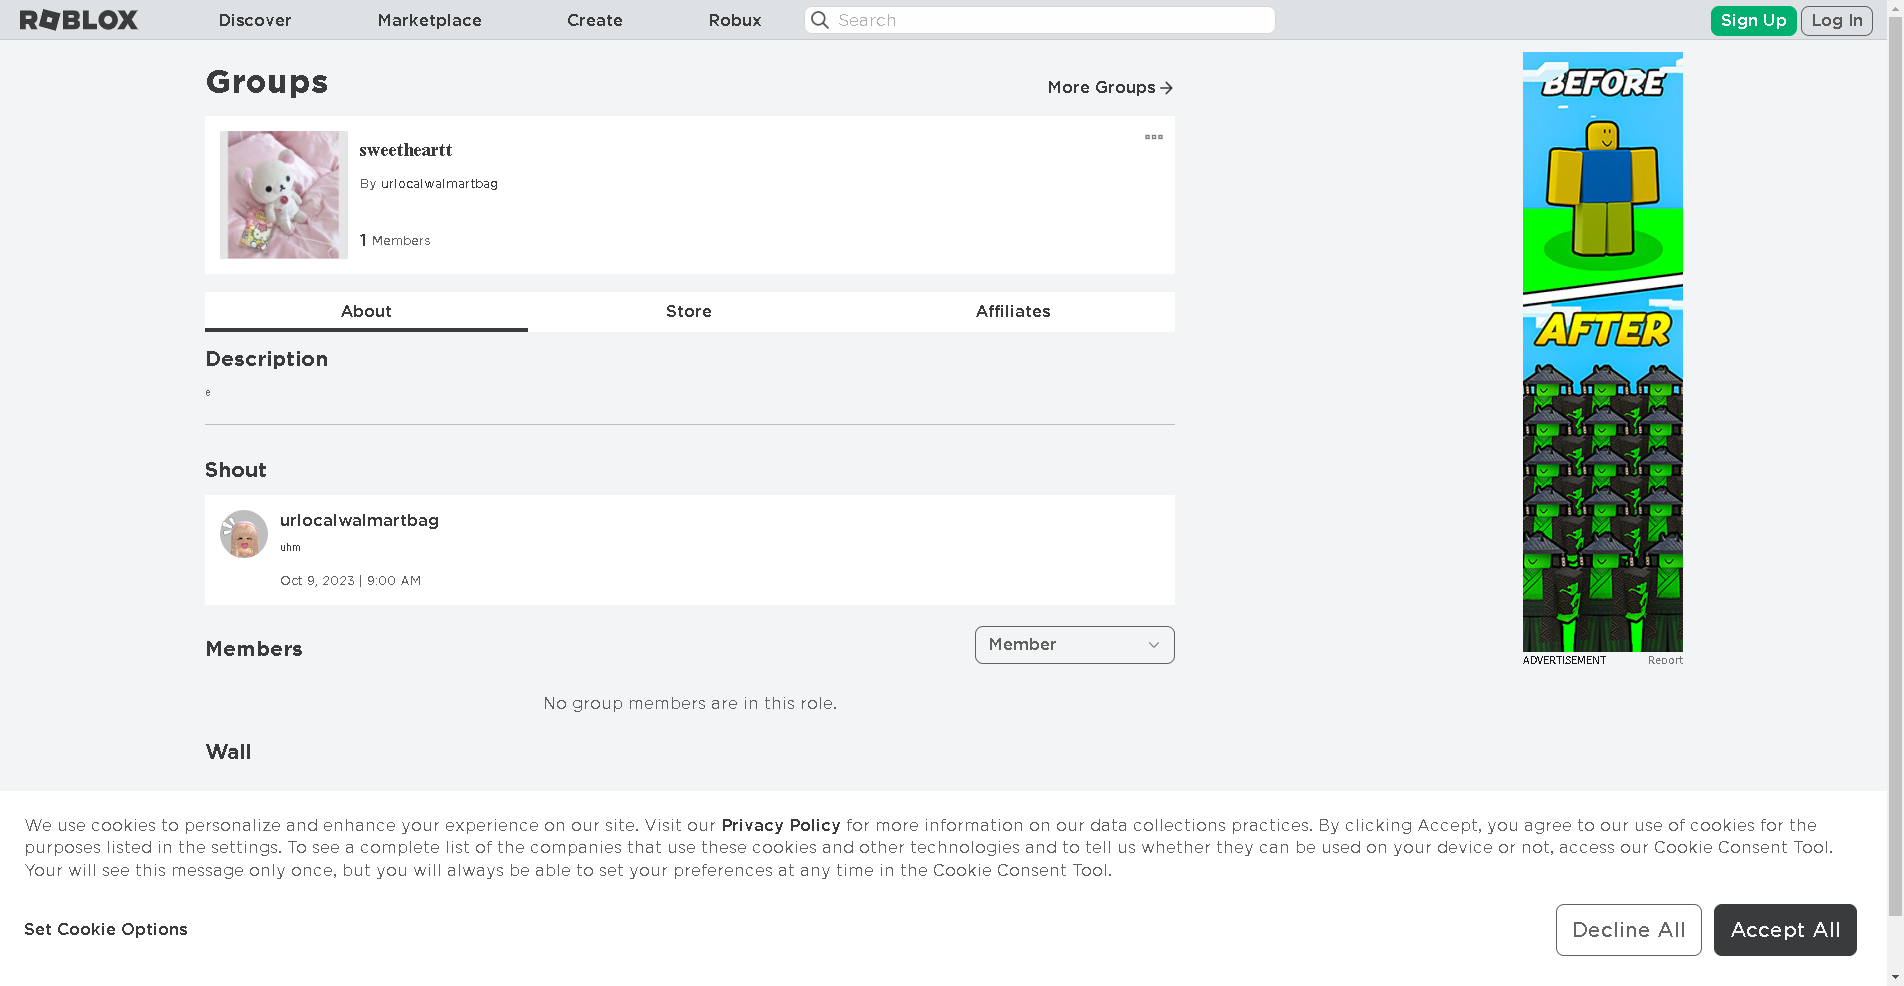 ROBLOX
Discover
Marketplace
Create
Robux
Search
Sign Up
Log In
Groups
More Groups
sweetheartt
By urlocalwalmartbag
1 Members
About
Store
Affiliates
Description
e
Shout
urlocalwalmartbag
uhm
Oct 9, 2023 | 9:00 AM
Members
Member
No group members are in this role.
Wall
BEFORE
AFTER
ADVERTISEMENT
Report
We use cookies to personalize and enhance your experience on our site. Visit our Privacy Policy for more information on our data collections practices. By clicking Accept, you agree to our use of cookies for the
purposes listed in the settings. To see a complete list of the companies that use these cookies and other technologies and to tell us whether they can be used on your device or not, access our Cookie Consent Tool.
Your will see this message only once, but you will always be able to set your preferences at any time in the Cookie Consent Tool.
Set Cookie Options
Decline All
Accept All